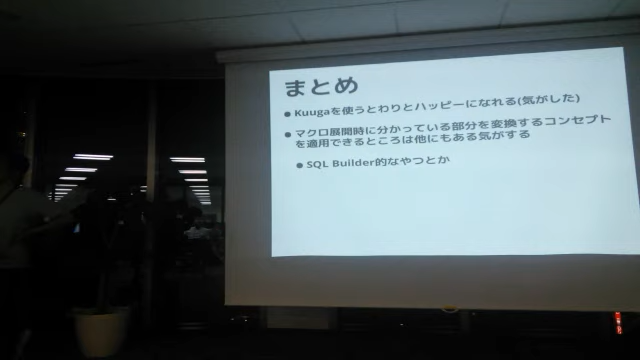 まとめ
● Kuugaを使うとわりとハッピーになれる(気がした)
● マクロ展開時に分かっている部分を変換するコンセプト
を適用できるところは他にもある気がする
● SQL Builder的なやつとか